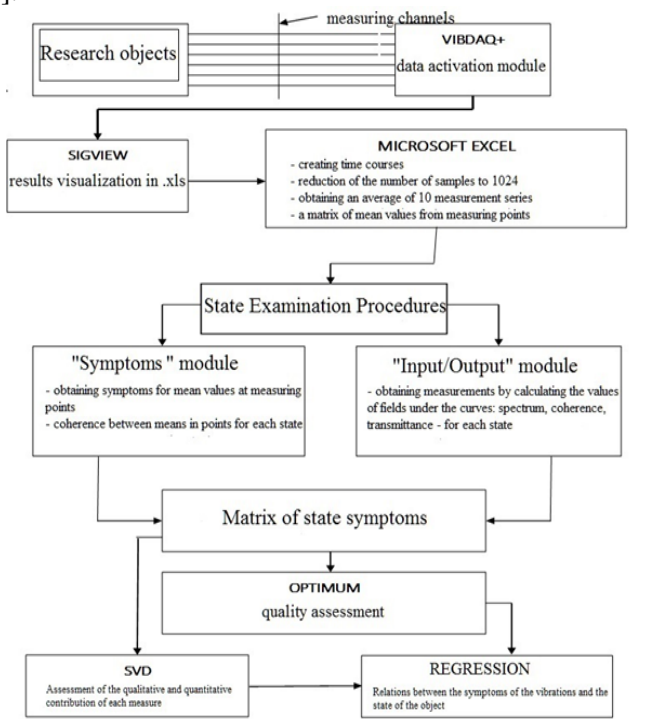 ].
measuring channels
Research objects
VIBDAQ+
data activation module
.
SIGVIEW
results visualization in .xls
MICROSOFT EXCEL
- creating time courses
- reduction of the number of samples to 1024
- obtaining an average of 10 measurement series
- a matrix of mean values from measuring points
State Examination Procedures
"Symptoms " module
- obtaining symptoms for mean values at measuring
points
- coherence between means in points for each state
"Input/Output" module
- obtaining measurements by calculating the values
of fields under the curves: spectrum, coherence,
transmittance - for each state
Matrix of state symptoms
OPTIMUM
quality assessment
SVD
Assessment of the qualitative and quantitative
contribution of each measure
REGRESSION
Relations between the symptoms of the vibrations and the
state of the object